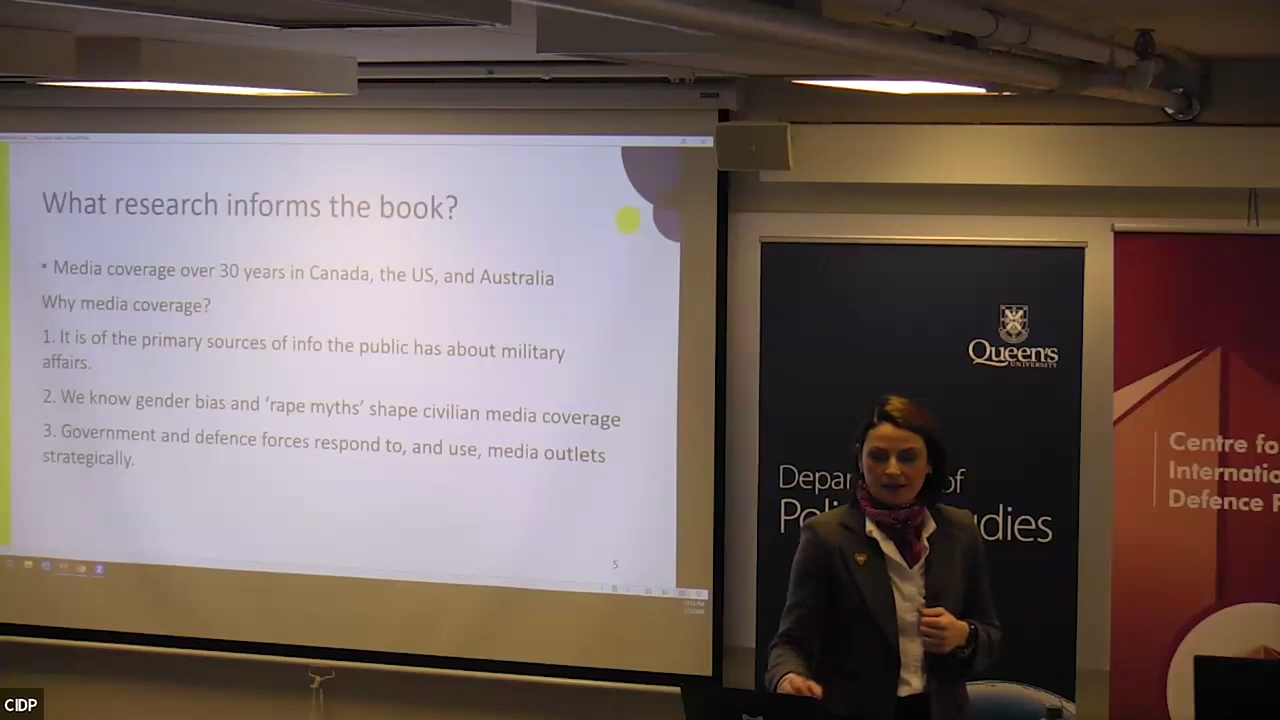 What research informs the book?
▪ Media coverage over 30 years in Canada, the US, and Australia
Why media coverage?
1. It is of the primary sources of info the public has about military
affairs.
2. We know gender bias and ‘rape myths’ shape civilian media coverage
3. Government and defence forces respond to, and use, media outlets
strategically.
5
Queen's
UNIVERSITY
Depar of
Po dies
Centre fo
Internatio
Defence P
CIDP